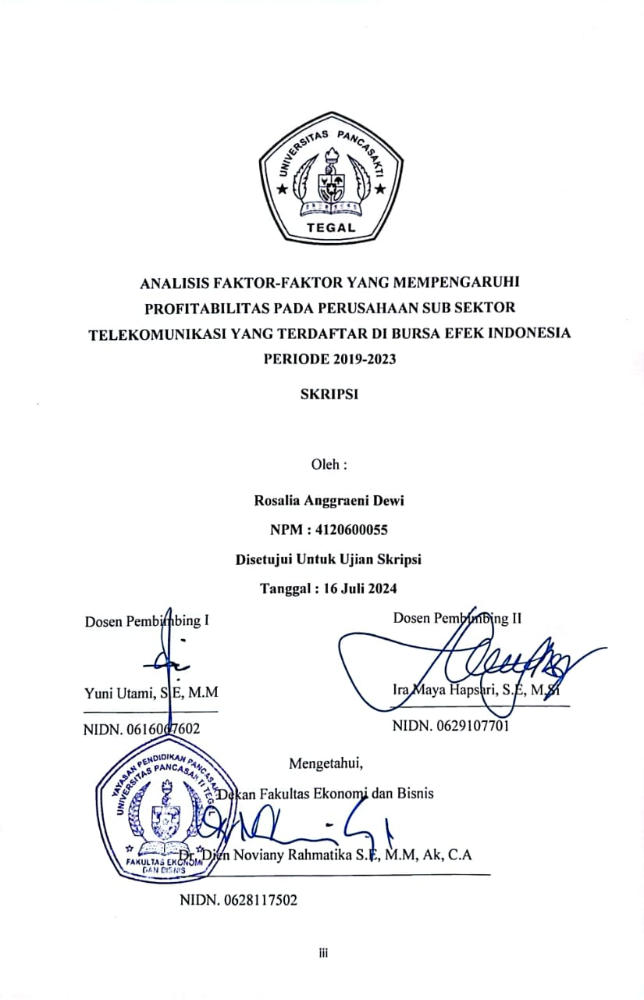 UNIVERSITAS PANCASAKTI
TEGAL
ANALISIS FAKTOR-FAKTOR YANG MEMPENGARUHI
PROFITABILITAS PADA PERUSAHAAN SUB SEKTOR
TELEKOMUNIKASI YANG TERDAFTAR DI BURSA EFEK INDONESIA
PERIODE 2019-2023
SKRIPSI
Oleh :
Rosalia Anggraeni Dewi
NPM : 4120600055
Disetujui Untuk Ujian Skripsi
Tanggal : 16 Juli 2024
Dosen Pembimbing I
Dosen Pembimbing II
Yuni Utami, S.E, M.M
Ira Maya Hapsari, S.E, M.Si
NIDN. 0616067602
NIDN. 0629107701
Mengetahui,
Dekan Fakultas Ekonomi dan Bisnis
YAYASAN PENDIDIKAN PANCASAKTI
UNIVERSITAS PANCASAKTI TEGAL
FAKULTAS EKONOMI
DAN BISNIS
Dr. Dien Noviany Rahmatika S.E, M.M, Ak, C.A
NIDN. 0628117502
iii